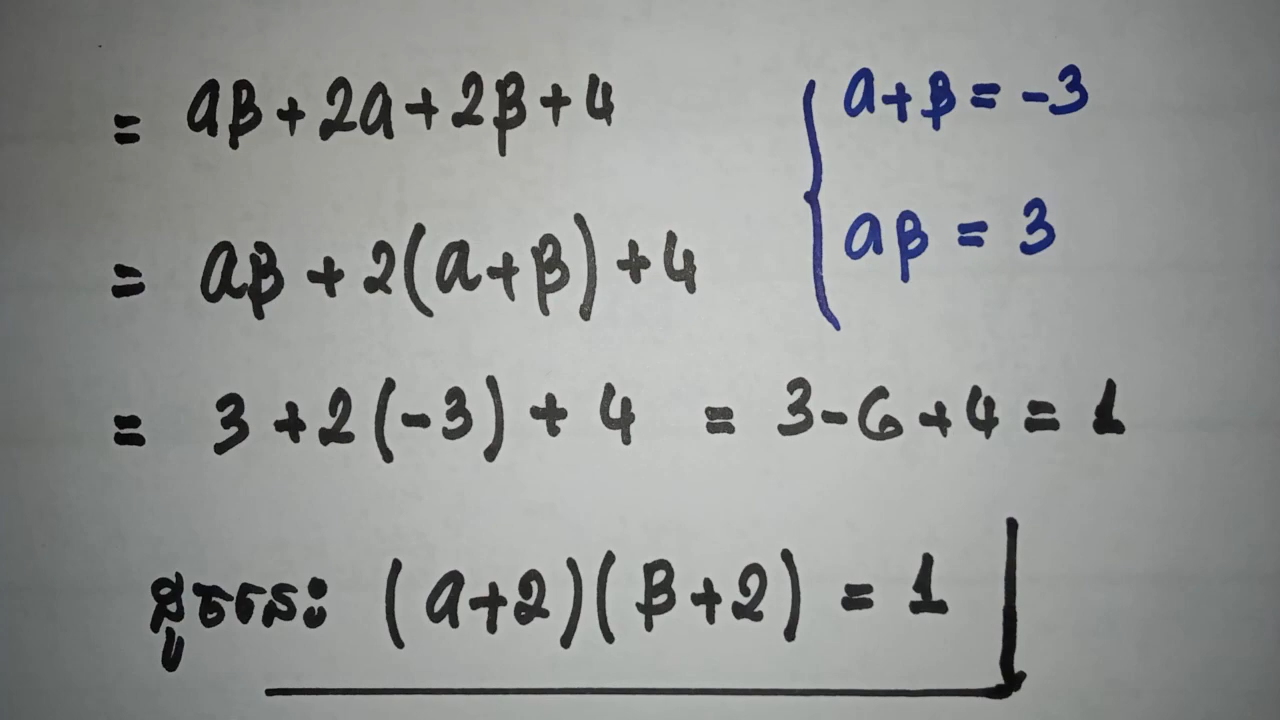 = aβ + 2a + 2β + 4
{ a + β = -3
aβ = 3
= aβ + 2(a + β) + 4
= 3 + 2(-3) + 4 = 3 - 6 + 4 = 1
ដូចនេះ (a+2)(β+2) = 1